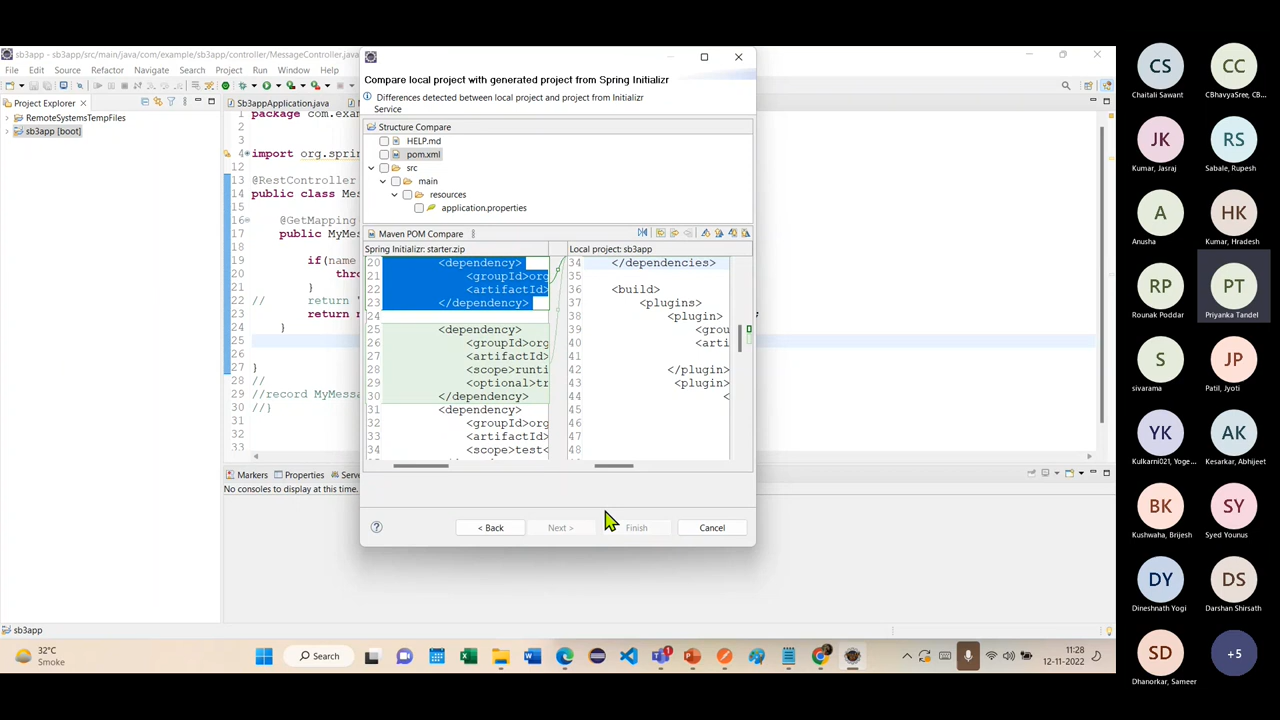 sb3app - sb3app/src/main/java/com/example/sb3app/controller/MessageController.java
File Edit Source Refactor Navigate Search Project Run Window Help
Project Explorer
RemoteSystemsTempFiles
sb3app [boot]
Sb3appApplication.java
1 package com.exam
2
3
4 import org.sprin
12
13 @RestController
14 public class Mes
15
16 @GetMapping
17 public MyMes
18
19 if(name
20 thro
21 }
22 // return "
23 return n
24 }
25
26
27 }
28 //
29 //record MyMessa
30 //}
31
32
33
Compare local project with generated project from Spring Initializr
Differences detected between local project and project from Initializr
Service
Structure Compare
HELP.md
pom.xml
src
main
resources
application.properties
Maven POM Compare
Spring Initializr: starter.zip
20 <dependency>
21 <groupId>org
22 <artifactId>
23 </dependency>
24
25 <dependency>
26 <groupId>org
27 <artifactId>
28 <scope>runti
29 <optional>tr
30 </dependency>
31 <dependency>
32 <groupId>org
33 <artifactId>
34 <scope>test<
Local project: sb3app
34 </dependencies>
35
36 <build>
37 <plugins>
38 <plugin>
39 <grou
40 <arti
41
42 </plugin>
43 <plugin>
44 <
45
46
47
48
< Back
Next >
Finish
Cancel
Markers Properties Serve
No consoles to display at this time.
sb3app
32°C
Smoke
Search
1
11:28
12-11-2022
CS
Chaitali Sawant
CC
CBhavyaSree, CB...
JK
Kumar, Jasraj
RS
Sabale, Rupesh
A
Anusha
HK
Kumar, Hradesh
RP
Rounak Poddar
PT
Priyanka Tandel
S
sivarama
JP
Patil, Jyoti
YK
Kulkarni021, Yoge...
AK
Kesarkar, Abhijeet
BK
Kushwaha, Brijesh
SY
Syed Younus
DY
Dineshnath Yogi
DS
Darshan Shirsath
SD
Dhanorkar, Sameer
+5